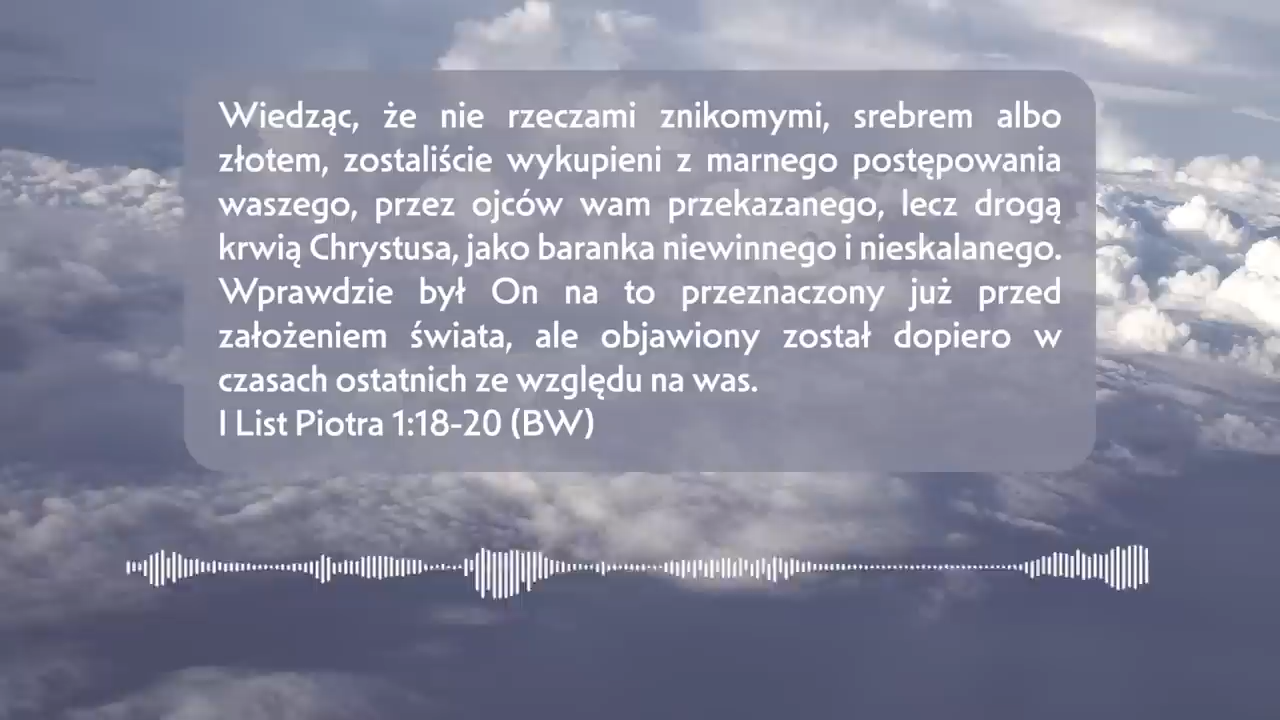 Wiedząc, że nie rzeczami znikomymi, srebrem albo
złotem, zostaliście wykupieni z marnego postępowania
waszego, przez ojców wam przekazanego, lecz drogą
krwią Chrystusa, jako baranka niewinnego i nieskalanego.
Wprawdzie był On na to przeznaczony już przed
założeniem świata, ale objawiony został dopiero w
czasach ostatnich ze względu na was.
I List Piotra 1:18-20 (BW)